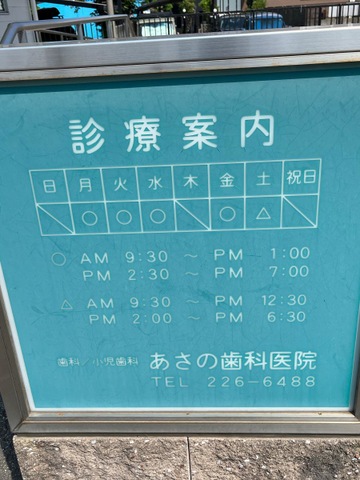 診療案内
日 月 火 水 木 金 土 祝日
╲ ○ ○ ○ ╲ ○ △ ╲
○ AM 9:30 ～ PM 1:00
PM 2:30 ～ PM 7:00
△ AM 9:30 ～ PM 12:30
PM 2:00 ～ PM 6:30
歯科／小児歯科 あさの歯科医院
TEL 226-6488